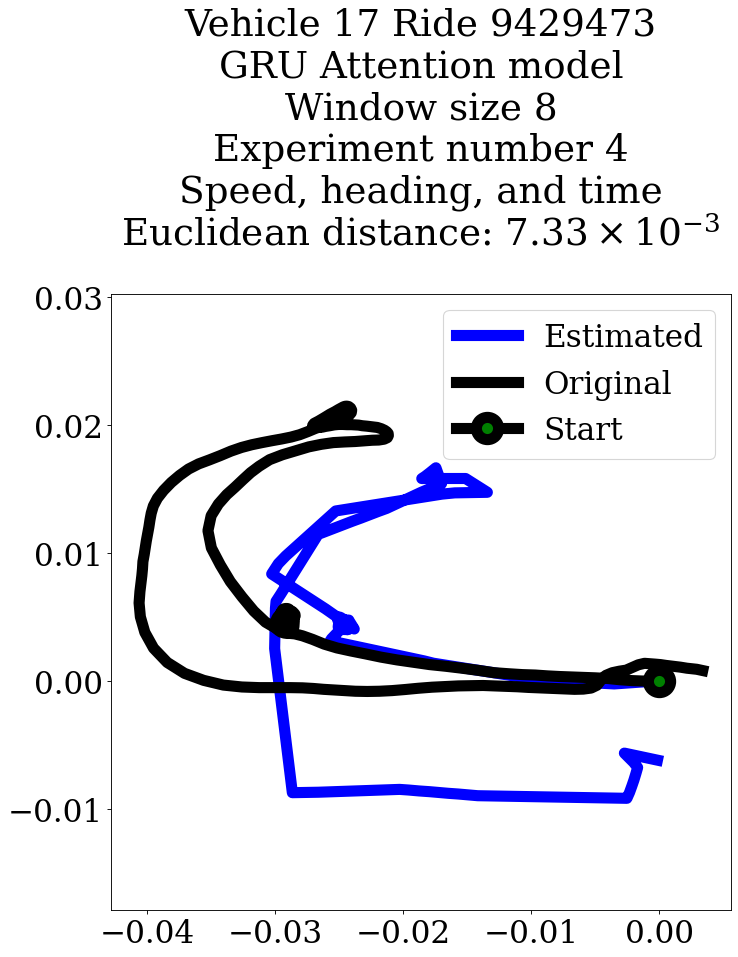 Vehicle 17 Ride 9429473
GRU Attention model
Window size 8
Experiment number 4
Speed, heading, and time
Euclidean distance: 7.33 × 10⁻³
0.03
0.02
0.01
0.00
−0.01
Estimated
Original
Start
−0.04
−0.03
−0.02
−0.01
0.00